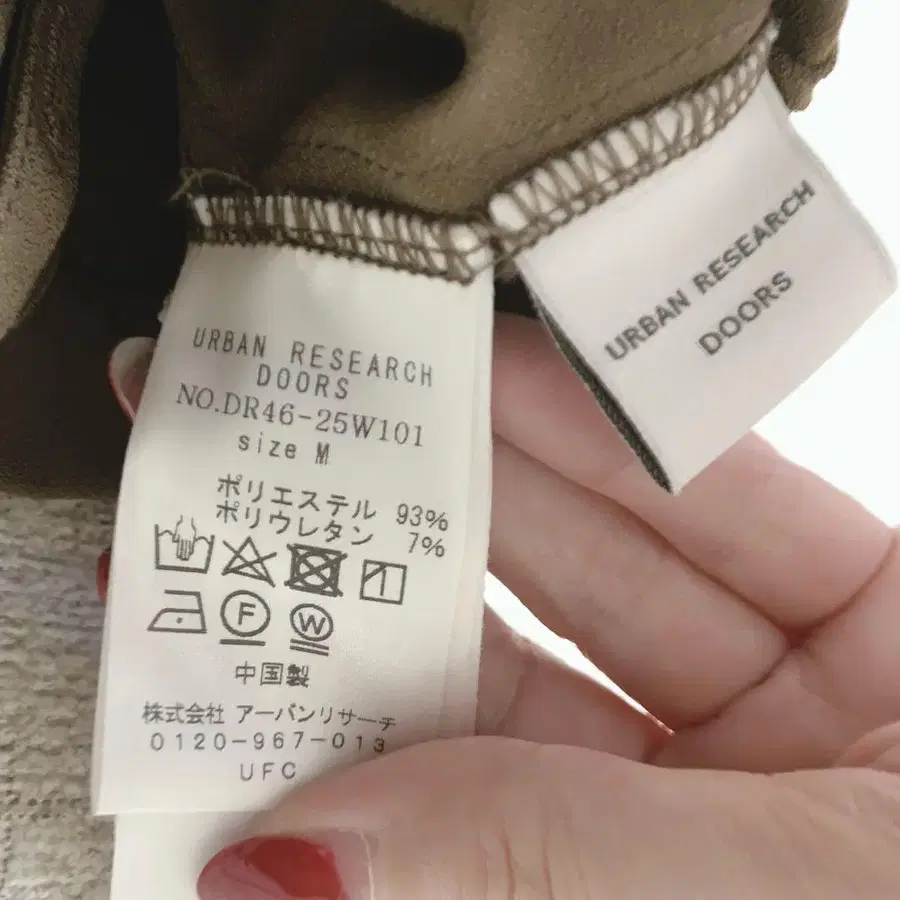 URBAN RESEARCH
DOORS
NO.DR46-25W101
size M
ポリエステル 93%
ポリウレタン 7%
F
W
中国製
株式会社 アーバンリサーチ
0120-967-013
UFC
URBAN RESEARCH
DOORS